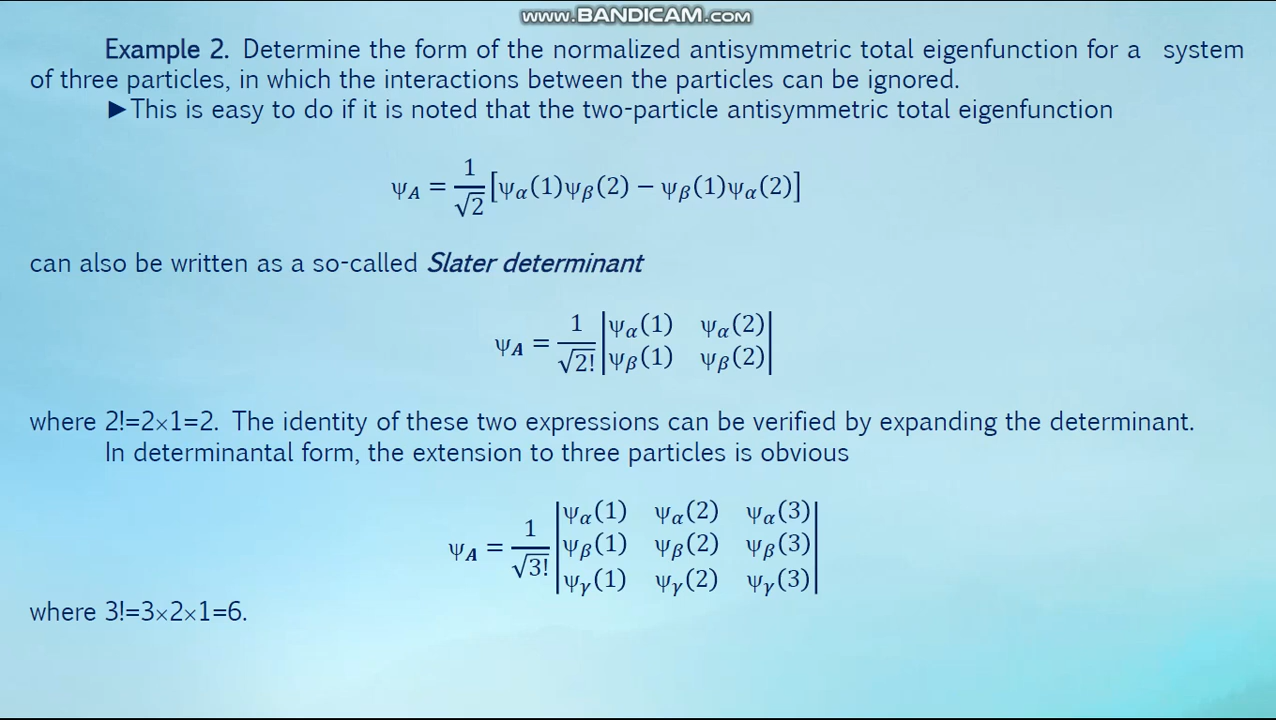 www.BANDICAM.com
Example 2. Determine the form of the normalized antisymmetric total eigenfunction for a system
of three particles, in which the interactions between the particles can be ignored.
►This is easy to do if it is noted that the two-particle antisymmetric total eigenfunction
ψ_A = 1/√2 [ψ_α(1)ψ_β(2) − ψ_β(1)ψ_α(2)]
can also be written as a so-called Slater determinant
ψ_A = 1/√2! |ψ_α(1) ψ_α(2)|
|ψ_β(1) ψ_β(2)|
where 2!=2×1=2. The identity of these two expressions can be verified by expanding the determinant.
In determinantal form, the extension to three particles is obvious
|ψ_α(1) ψ_α(2) ψ_α(3)|
ψ_A = 1/√3! |ψ_β(1) ψ_β(2) ψ_β(3)|
|ψ_γ(1) ψ_γ(2) ψ_γ(3)|
where 3!=3×2×1=6.